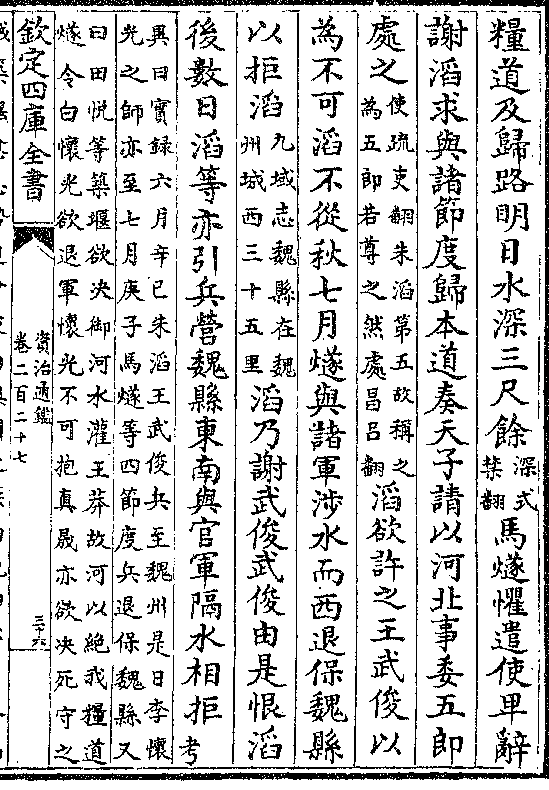 糧道及歸路明日水深三尺餘深式禁翻馬燧懼遣使卑辭
謝滔求與諸節度歸本道奏天子請以河北事委五郎
處之使疏吏翻朱滔第五故稱之為五郎若尊之然處昌吕翻滔欲許之王武俊以
為不可滔不從秋七月燧與諸軍涉水而西退保魏縣
以拒滔九域志魏縣在魏州城西三十五里滔乃謝武俊武俊由是恨滔
後數日滔等亦引兵營魏縣東南與官軍隔水相拒考
異曰實録六月辛巳朱滔王武俊兵至魏州是日李懷
光之師亦至七月庚子馬燧等四節度兵退保魏縣又
曰田悦等築堰欲决御河水灌王莽故河以絶我糧道
燧令白懷光欲退軍懷光不可抱真晟亦欲决死守之
欽定四庫全書
資治通鑑
卷二百二十七
三十六